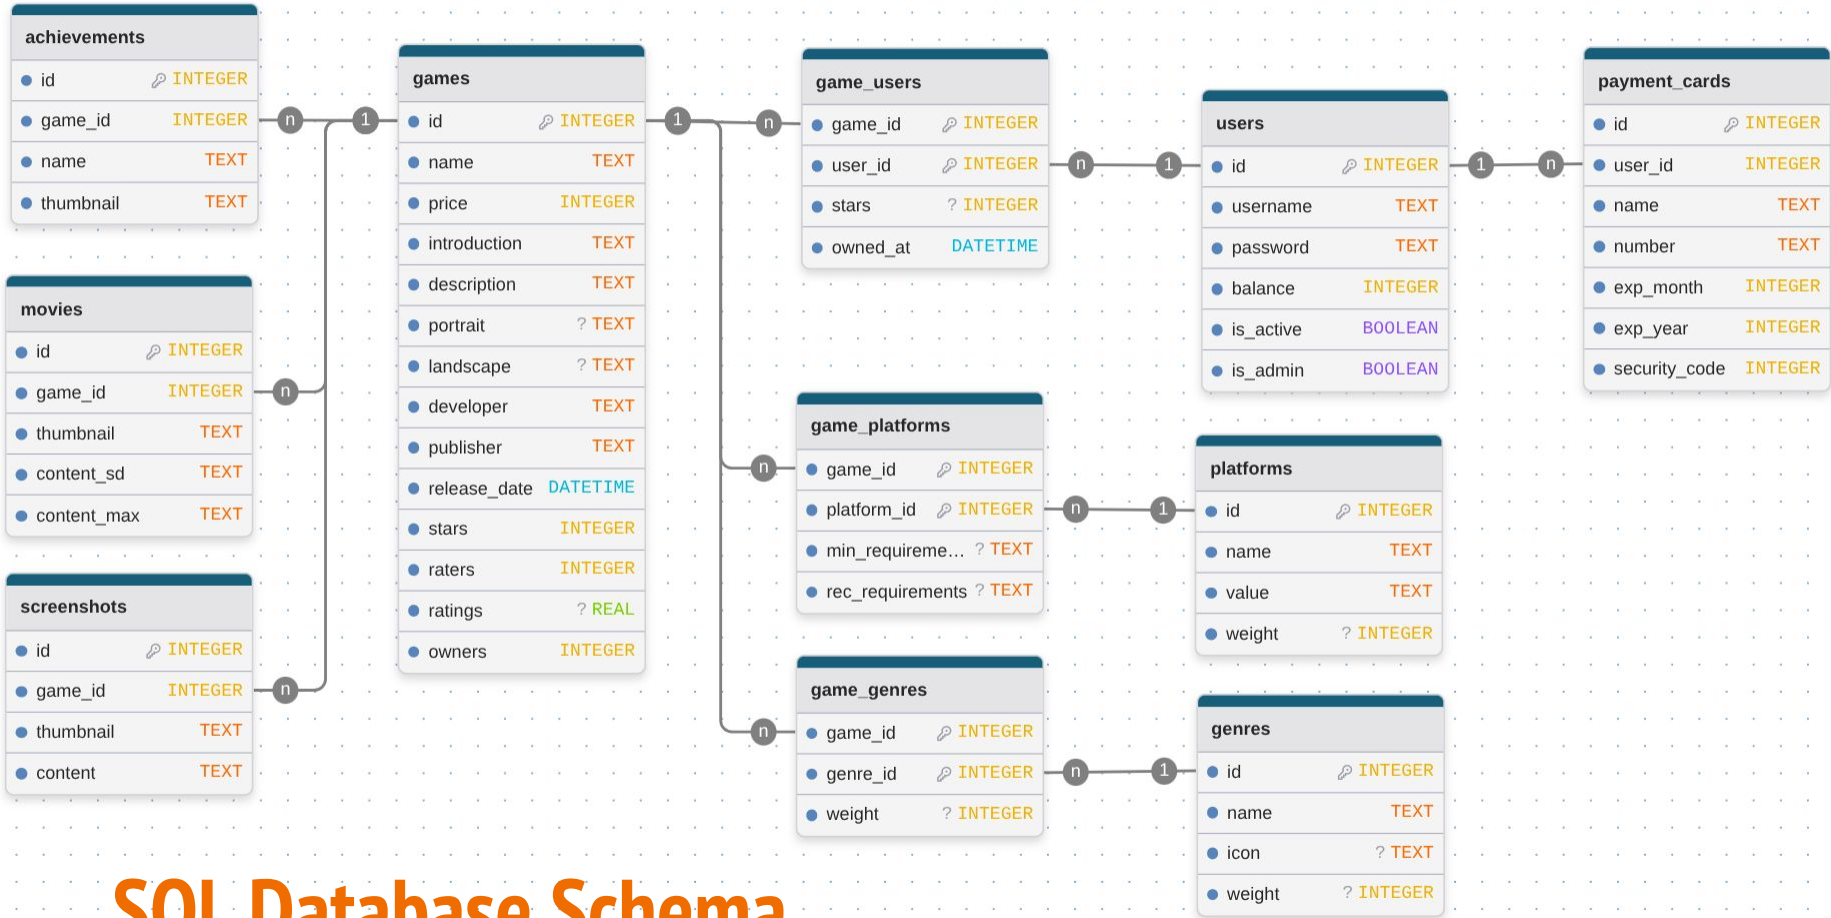 achievements
id INTEGER
game_id INTEGER
name TEXT
thumbnail TEXT
movies
id INTEGER
game_id INTEGER
thumbnail TEXT
content_sd TEXT
content_max TEXT
screenshots
id INTEGER
game_id INTEGER
thumbnail TEXT
content TEXT
n 1
n
n
games
id INTEGER
name TEXT
price INTEGER
introduction TEXT
description TEXT
portrait ? TEXT
landscape ? TEXT
developer TEXT
publisher TEXT
release_date DATETIME
stars INTEGER
raters INTEGER
ratings ? REAL
owners INTEGER
1 n
n
n
game_users
game_id INTEGER
user_id INTEGER
stars ? INTEGER
owned_at DATETIME
n 1
game_platforms
game_id INTEGER
platform_id INTEGER
min_requireme... ? TEXT
rec_requirements ? TEXT
n 1
game_genres
game_id INTEGER
genre_id INTEGER
weight ? INTEGER
n 1
users
id INTEGER
username TEXT
password TEXT
balance INTEGER
is_active BOOLEAN
is_admin BOOLEAN
1 n
platforms
id INTEGER
name TEXT
value TEXT
weight ? INTEGER
genres
id INTEGER
name TEXT
icon ? TEXT
weight ? INTEGER
payment_cards
id INTEGER
user_id INTEGER
name TEXT
number TEXT
exp_month INTEGER
exp_year INTEGER
security_code INTEGER
SQL Database Schema